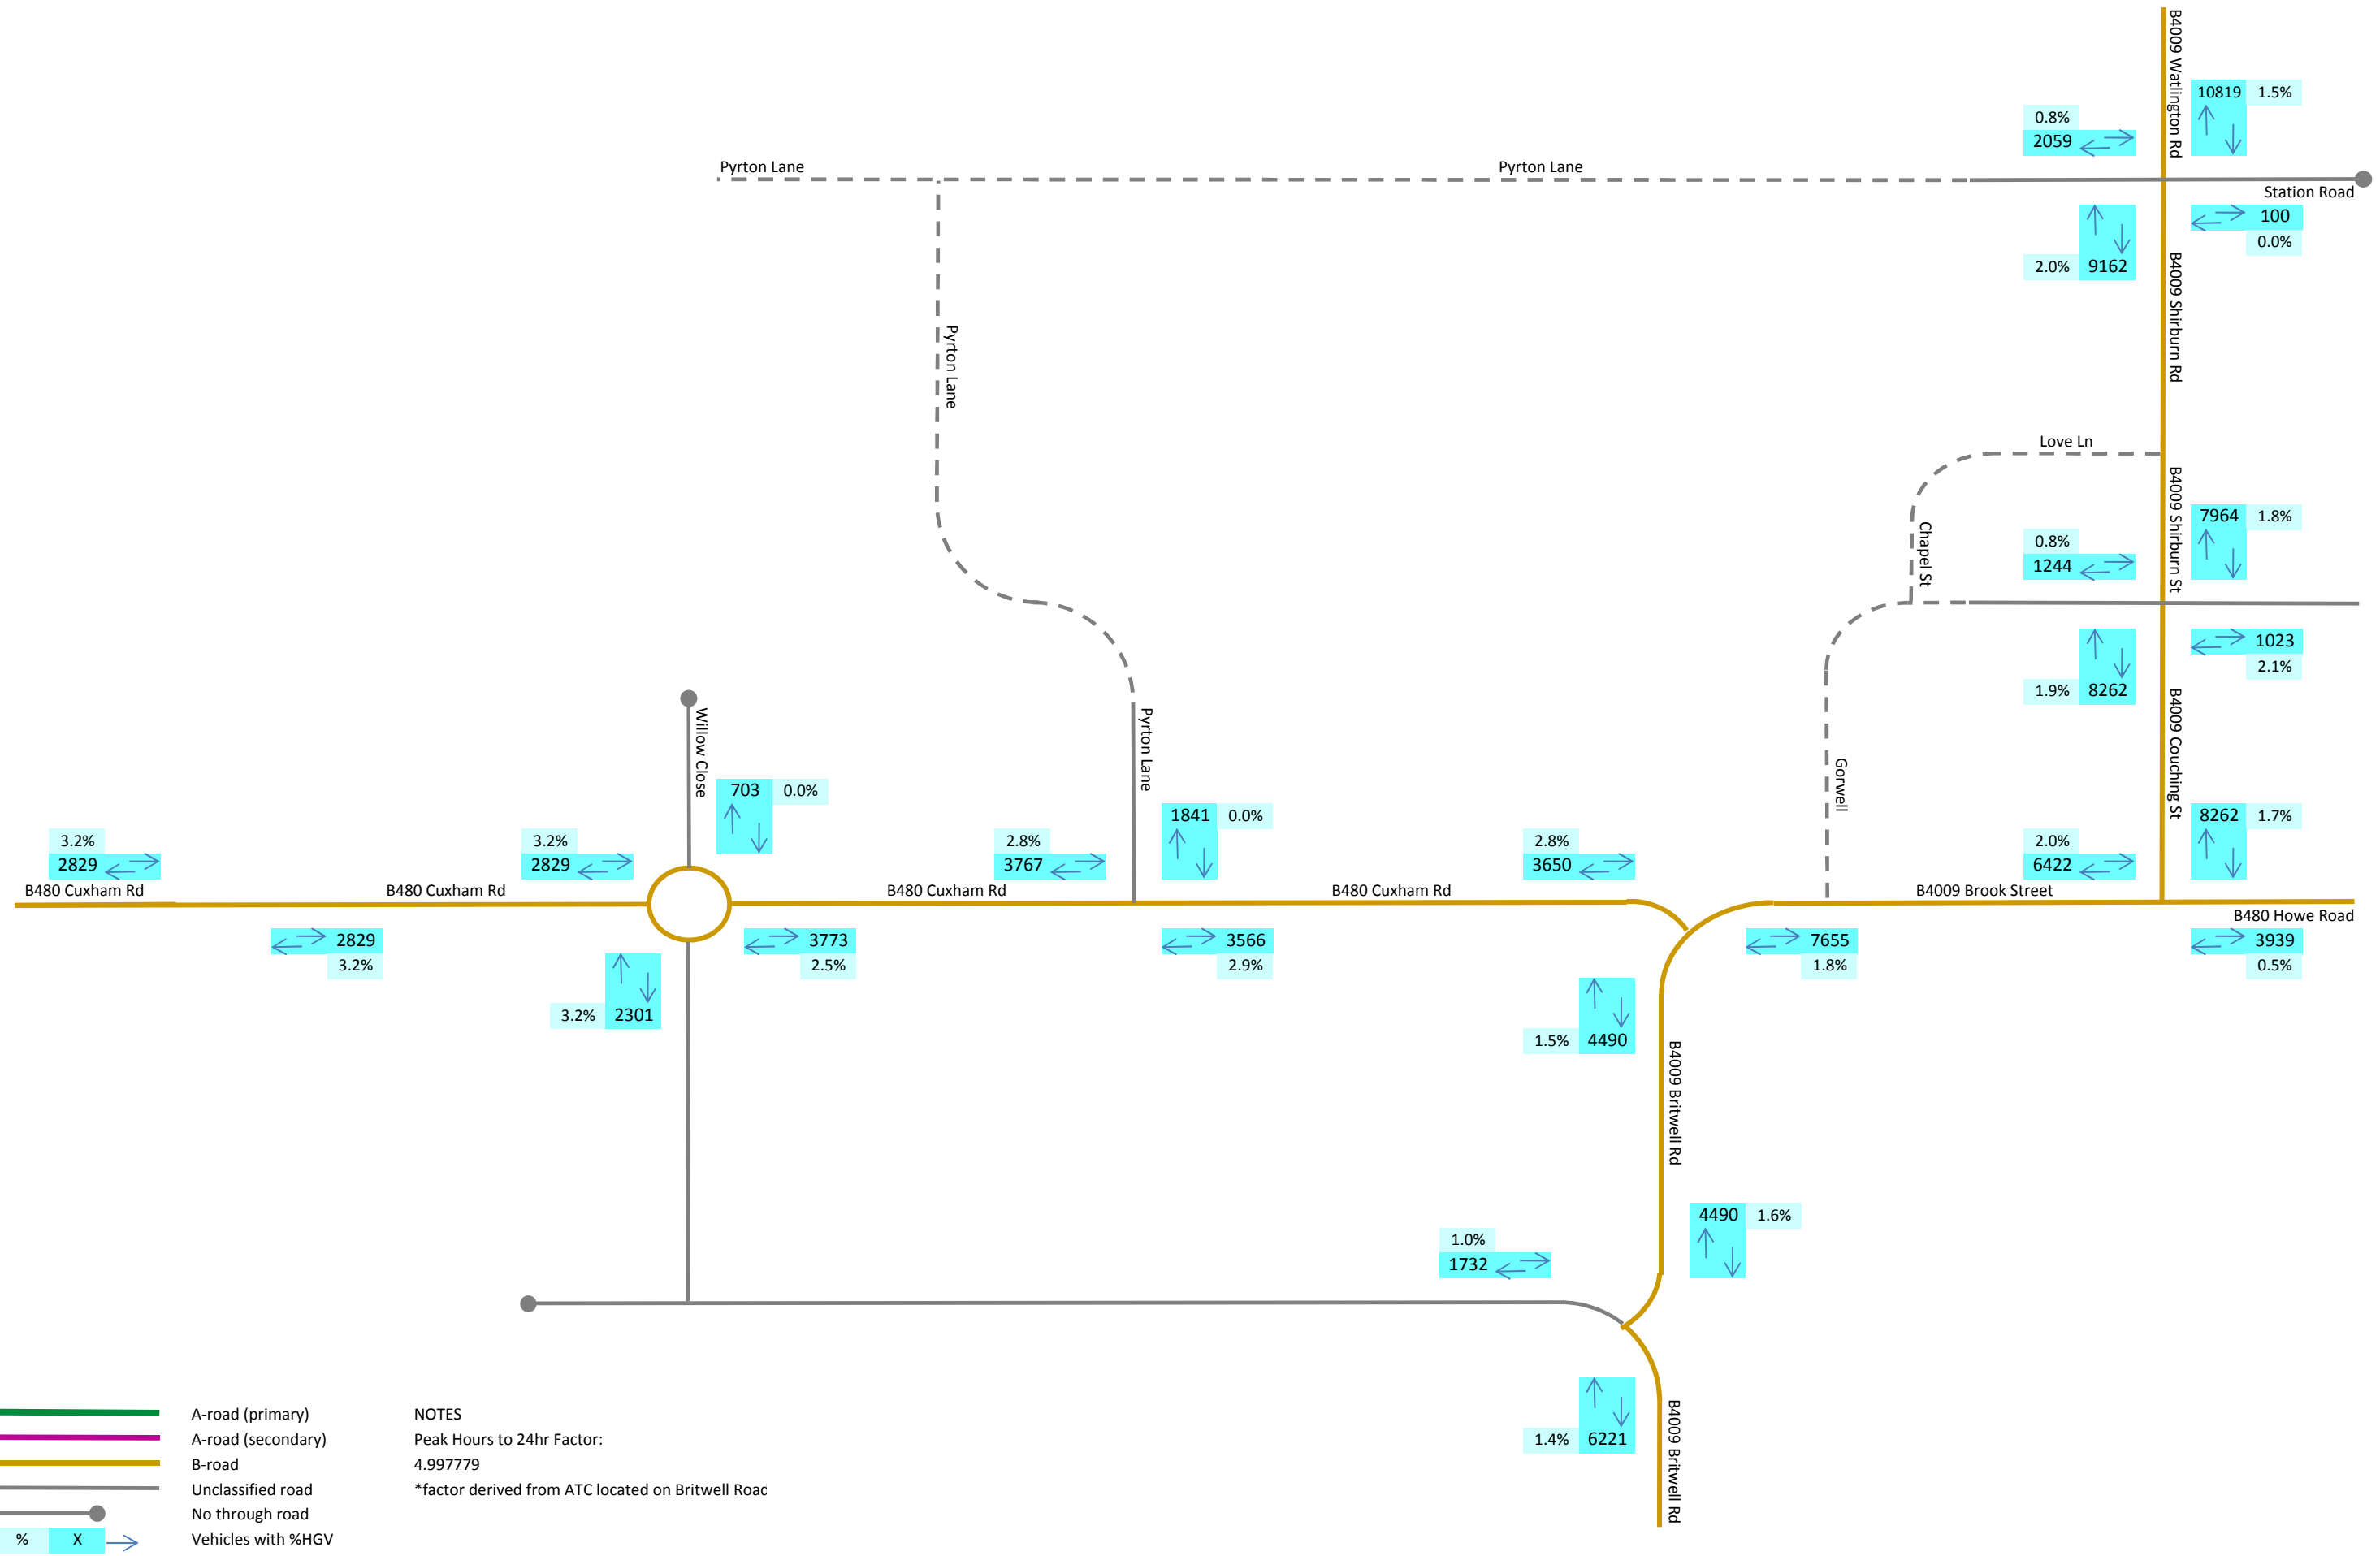 B4009 Watlington Rd
10819 1.5%
0.8%
2059
Pyrton Lane
Pyrton Lane
Station Road
100
0.0%
2.0% 9162
B4009 Shirburn Rd
Pyrton Lane
Love Ln
B4009 Shirburn St
7964 1.8%
Chapel St
0.8%
1244
1023
2.1%
1.9% 8262
B4009 Couching St
Willow Close
Pyrton Lane
Gorwell
703 0.0%
1841 0.0%
8262 1.7%
3.2%
2829
3.2%
2829
2.8%
3767
2.8%
3650
2.0%
6422
B480 Cuxham Rd
B480 Cuxham Rd
B480 Cuxham Rd
B480 Cuxham Rd
B4009 Brook Street
B480 Howe Road
2829
3.2%
3773
2.5%
3566
2.9%
7655
1.8%
3939
0.5%
3.2% 2301
1.5% 4490
B4009 Britwell Rd
4490 1.6%
1.0%
1732
1.4% 6221
B4009 Britwell Rd
A-road (primary)
A-road (secondary)
B-road
Unclassified road
No through road
% X Vehicles with %HGV
NOTES
Peak Hours to 24hr Factor:
4.997779
*factor derived from ATC located on Britwell Road